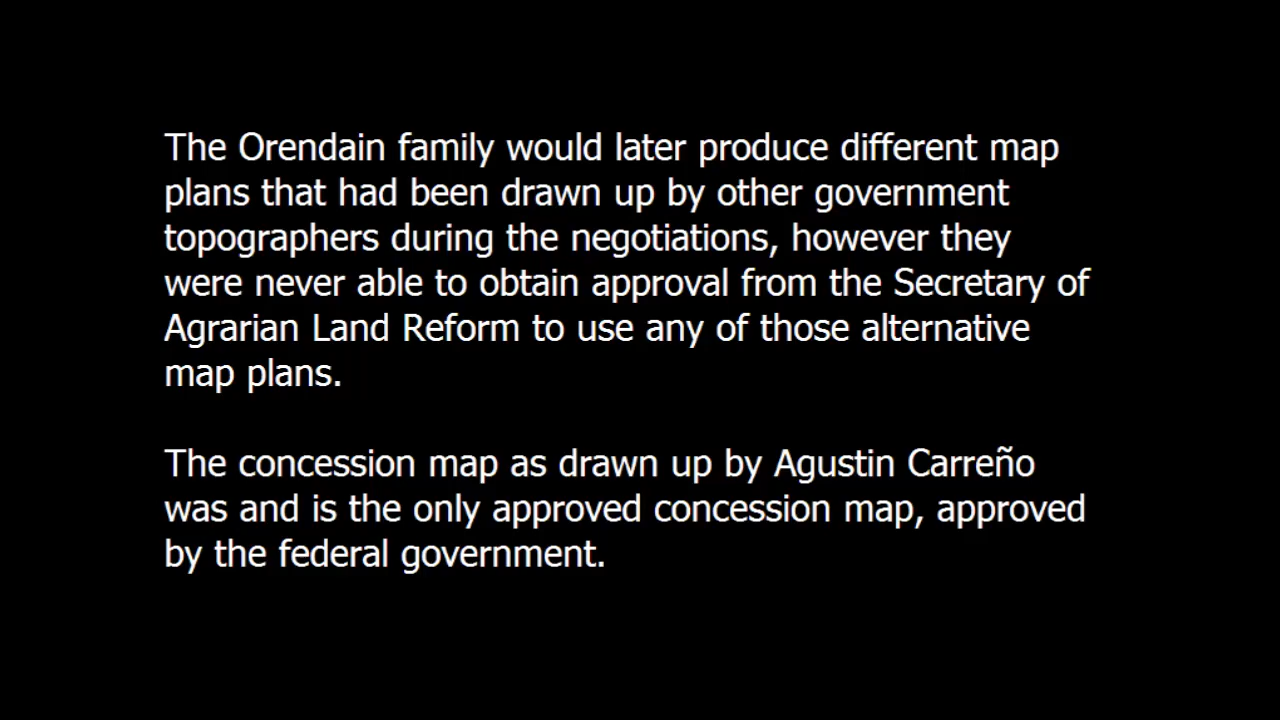 The Orendain family would later produce different map
plans that had been drawn up by other government
topographers during the negotiations, however they
were never able to obtain approval from the Secretary of
Agrarian Land Reform to use any of those alternative
map plans.
The concession map as drawn up by Agustin Carreño
was and is the only approved concession map, approved
by the federal government.